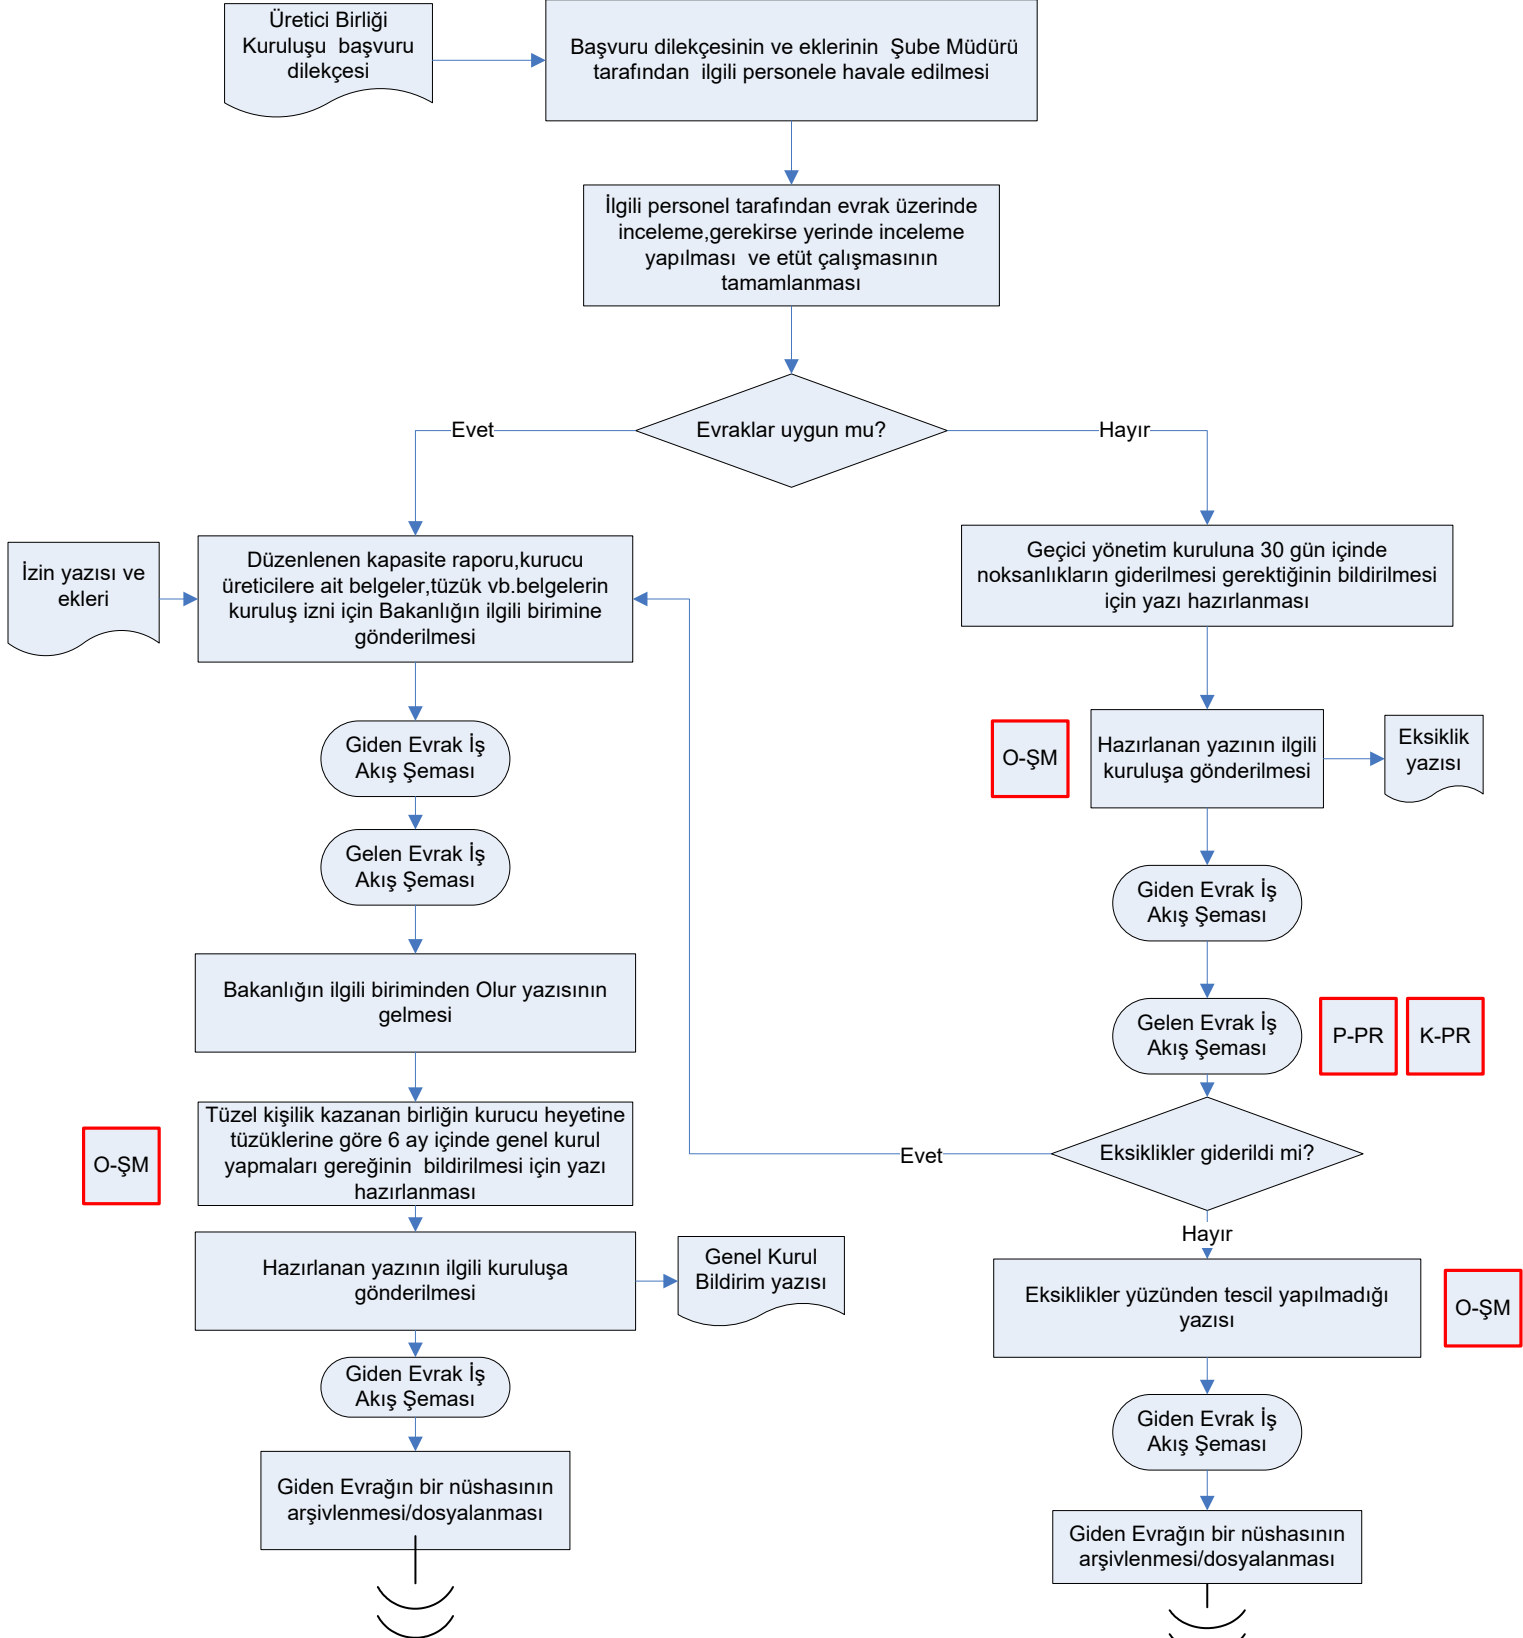 Üretici Birliği
Kuruluşu başvuru
dilekçesi
Başvuru dilekçesinin ve eklerinin Şube Müdürü
tarafından ilgili personele havale edilmesi
İlgili personel tarafından evrak üzerinde
inceleme,gerekirse yerinde inceleme
yapılması ve etüt çalışmasının
tamamlanması
Evraklar uygun mu?
Evet
Hayır
İzin yazısı ve
ekleri
Düzenlenen kapasite raporu,kurucu
üreticilere ait belgeler,tüzük vb.belgelerin
kuruluş izni için Bakanlığın ilgili birimine
gönderilmesi
Geçici yönetim kuruluna 30 gün içinde
noksanlıkların giderilmesi gerektiğinin bildirilmesi
için yazı hazırlanması
Giden Evrak İş
Akış Şeması
O-ŞM
Hazırlanan yazının ilgili
kuruluşa gönderilmesi
Eksiklik
yazısı
Gelen Evrak İş
Akış Şeması
Giden Evrak İş
Akış Şeması
Bakanlığın ilgili biriminden Olur yazısının
gelmesi
Gelen Evrak İş
Akış Şeması
P-PR
K-PR
O-ŞM
Tüzel kişilik kazanan birliğin kurucu heyetine
tüzüklerine göre 6 ay içinde genel kurul
yapmaları gereğinin bildirilmesi için yazı
hazırlanması
Evet
Eksiklikler giderildi mi?
Hayır
Hazırlanan yazının ilgili kuruluşa
gönderilmesi
Genel Kurul
Bildirim yazısı
Eksiklikler yüzünden tescil yapılmadığı
yazısı
O-ŞM
Giden Evrak İş
Akış Şeması
Giden Evrak İş
Akış Şeması
Giden Evrağın bir nüshasının
arşivlenmesi/dosyalanması
Giden Evrağın bir nüshasının
arşivlenmesi/dosyalanması